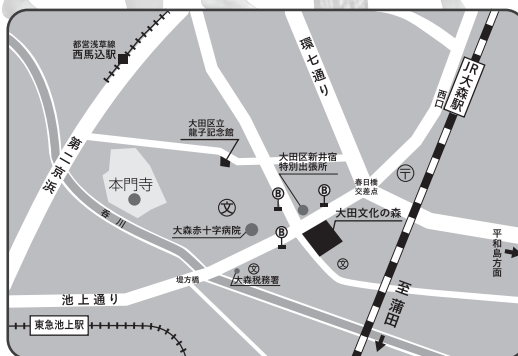 都営浅草線
西馬込駅
環七通り
JR大森駅
西口
第二京浜
大田区立
龍子記念館
大田区新井宿
特別出張所
春日橋
交差点
〒
本門寺
文
B
B
大田文化の森
呑川
大森赤十字病院
B
平和島方面
文
文
大森税務署
堤方橋
至蒲田
池上通り
東急池上駅